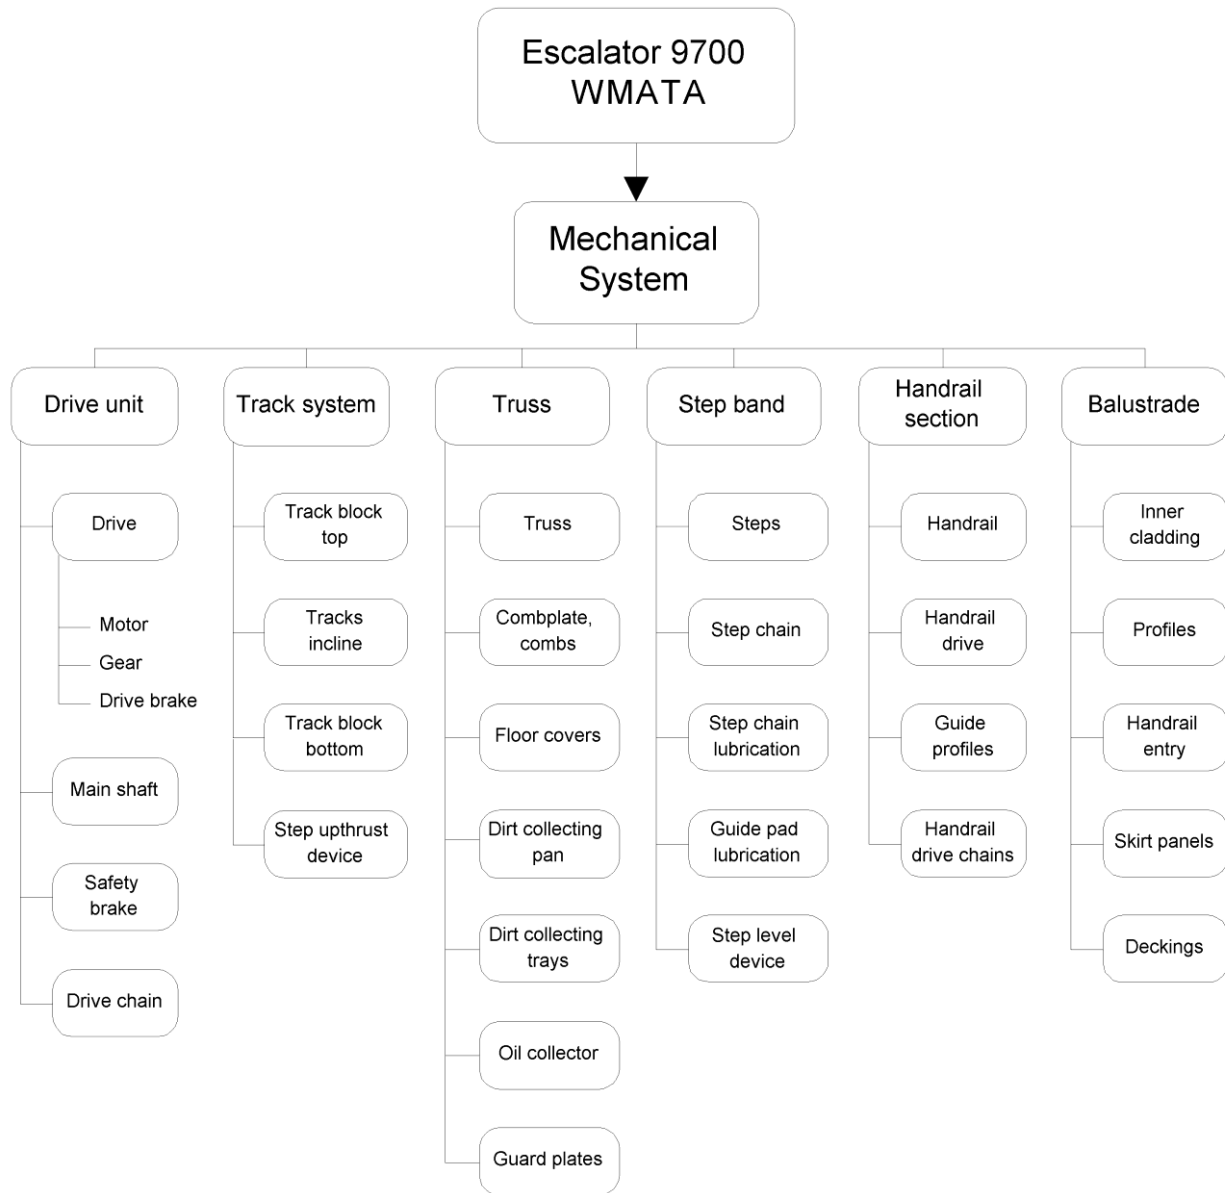 Escalator 9700
WMATA
Mechanical
System
Drive unit
Drive
Motor
Gear
Drive brake
Main shaft
Safety
brake
Drive chain
Track system
Track block
top
Tracks
incline
Track block
bottom
Step upthrust
device
Truss
Truss
Combplate,
combs
Floor covers
Dirt collecting
pan
Dirt collecting
trays
Oil collector
Guard plates
Step band
Steps
Step chain
Step chain
lubrication
Guide pad
lubrication
Step level
device
Handrail
section
Handrail
Handrail
drive
Guide
profiles
Handrail
drive chains
Balustrade
Inner
cladding
Profiles
Handrail
entry
Skirt panels
Deckings